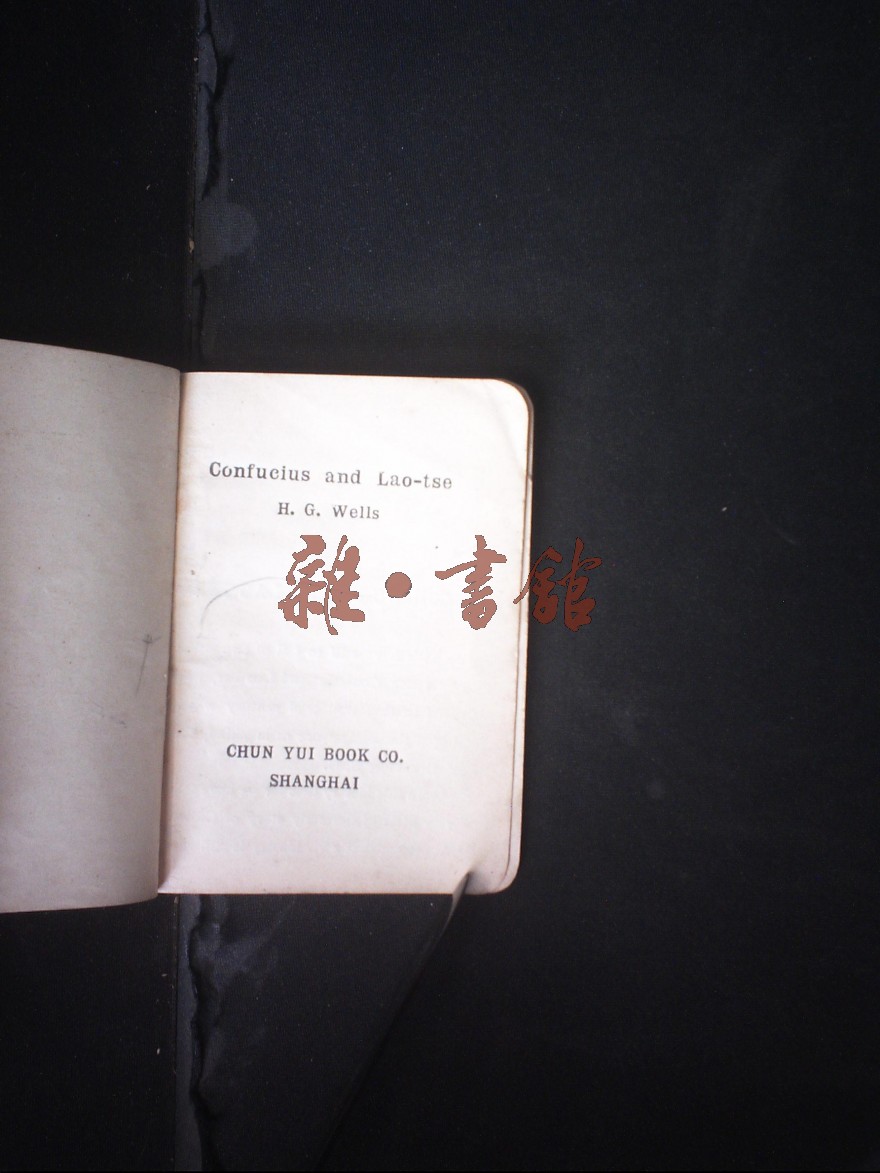 Confucius and Lao-tse
H. G. Wells
雜·書館
CHUN YUI BOOK CO.
SHANGHAI